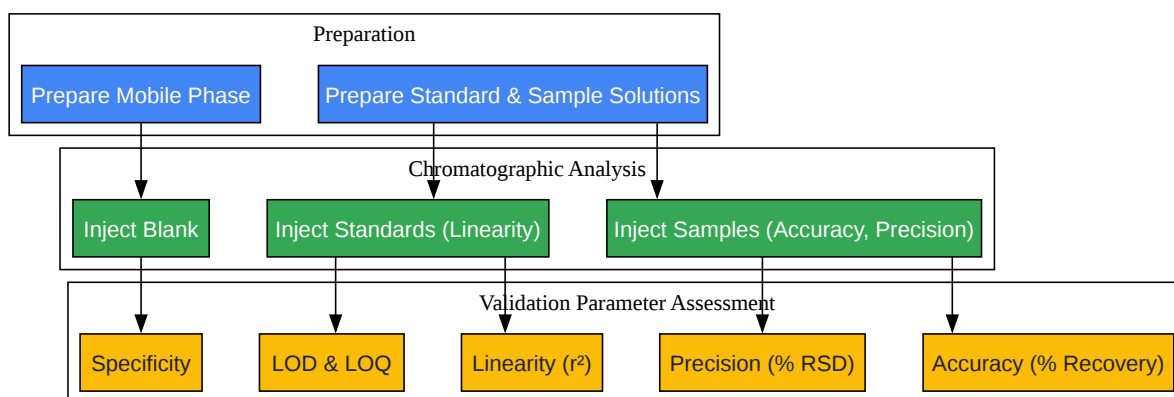 Preparation
Prepare Mobile Phase
Prepare Standard & Sample Solutions
Chromatographic Analysis
Inject Blank
Inject Standards (Linearity)
Inject Samples (Accuracy, Precision)
Validation Parameter Assessment
Specificity
LOD & LOQ
Linearity (r²)
Precision (% RSD)
Accuracy (% Recovery)